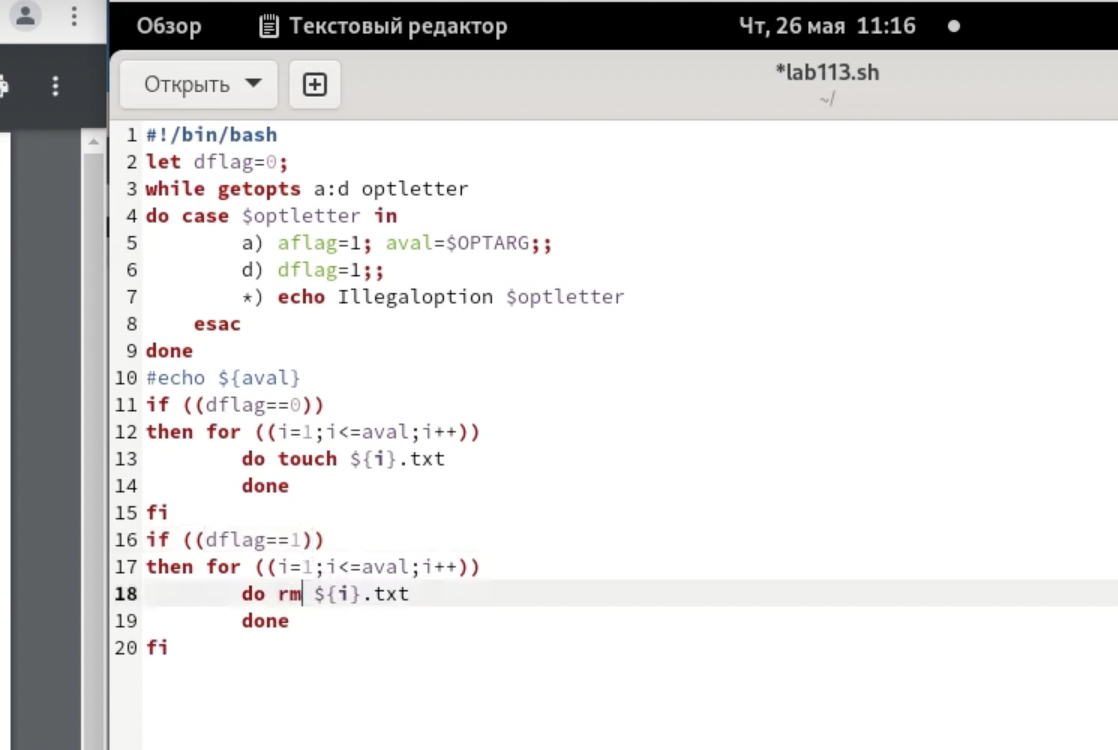 Обзор Текстовый редактор Чт, 26 мая 11:16
Открыть *lab113.sh
~/
1 #!/bin/bash
2 let dflag=0;
3 while getopts a:d optletter
4 do case $optletter in
5         a) aflag=1; aval=$OPTARG;;
6         d) dflag=1;;
7         *) echo Illegaloption $optletter
8     esac
9 done
10 #echo ${aval}
11 if ((dflag==0))
12 then for ((i=1;i<=aval;i++))
13         do touch ${i}.txt
14         done
15 fi
16 if ((dflag==1))
17 then for ((i=1;i<=aval;i++))
18         do rm ${i}.txt
19         done
20 fi